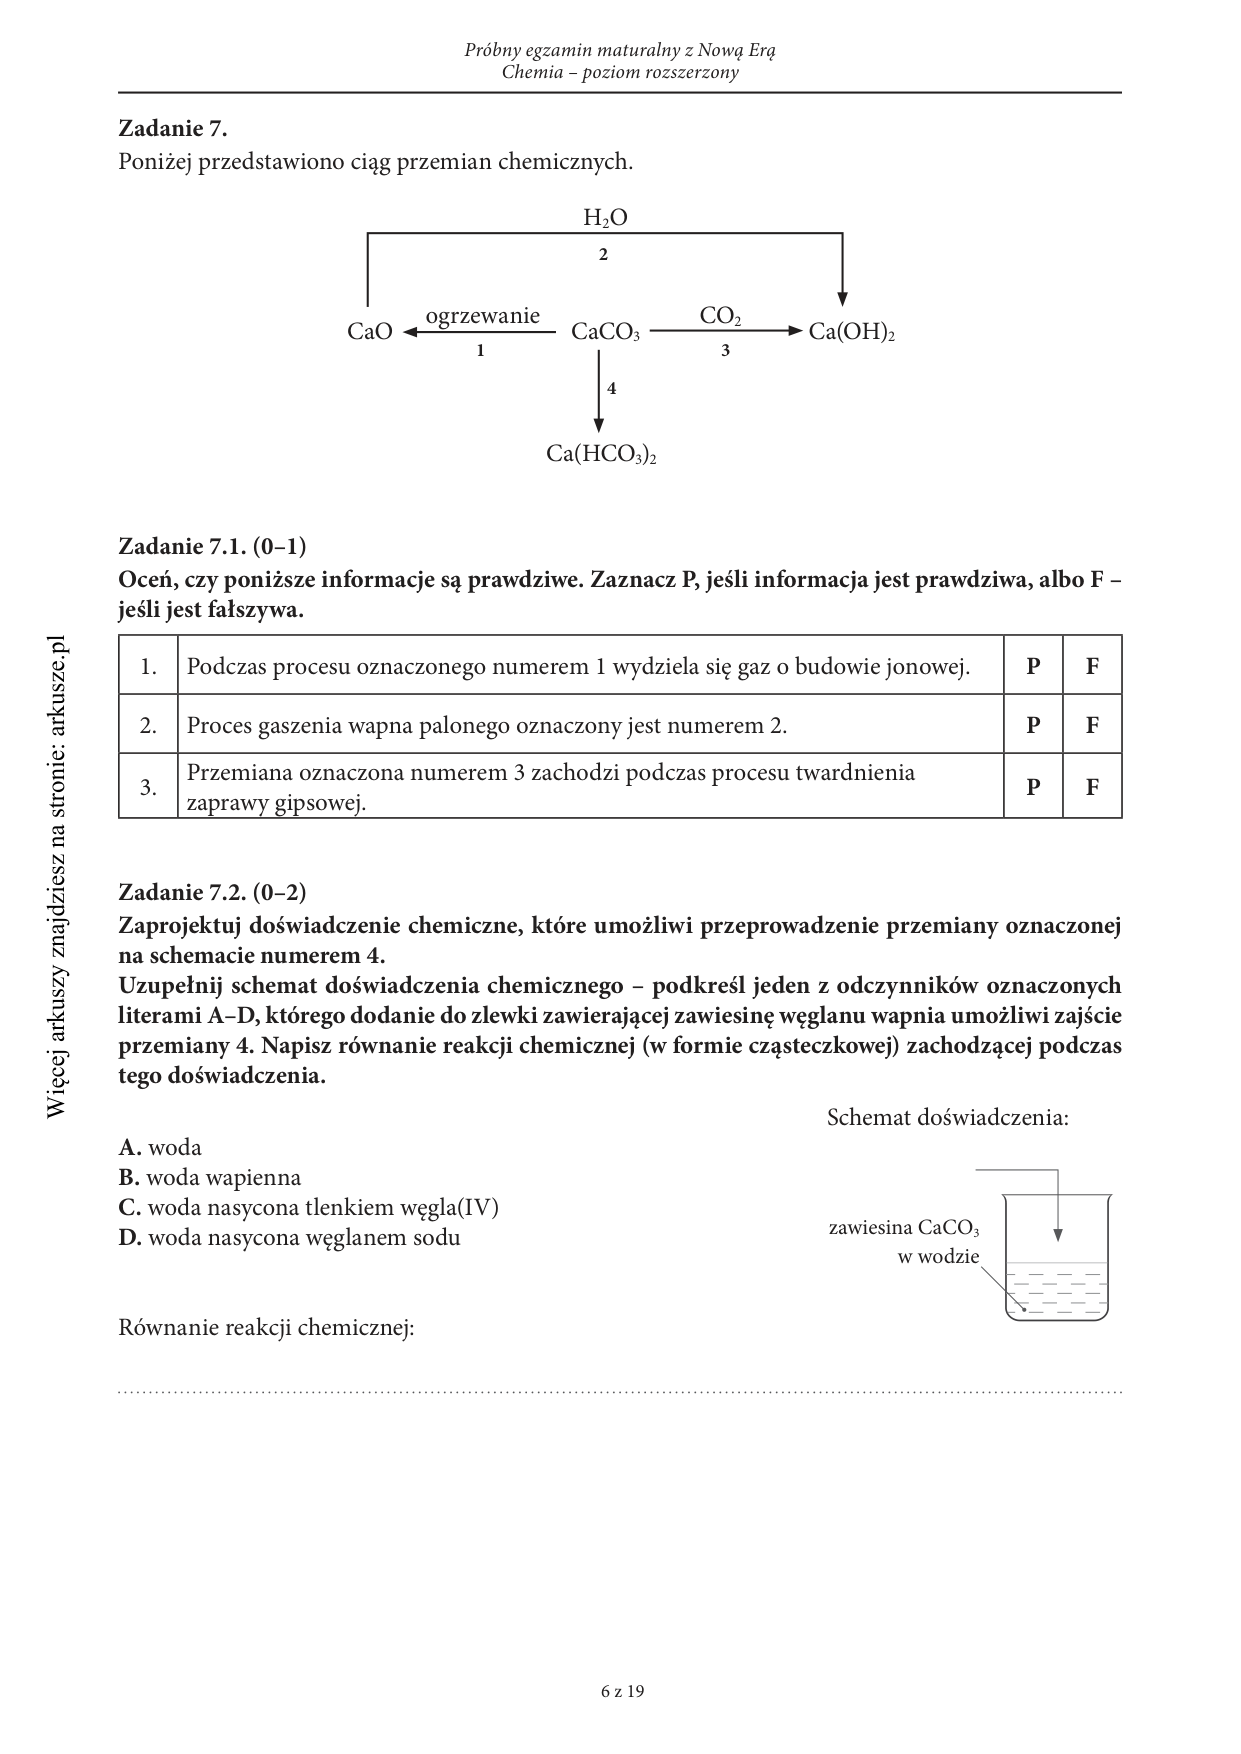 Próbny egzamin maturalny z Nową Erą
Chemia – poziom rozszerzony
Zadanie 7.
Poniżej przedstawiono ciąg przemian chemicznych.
H₂O
2
CaO
ogrzewanie
1
CaCO₃
CO₂
3
Ca(OH)₂
4
Ca(HCO₃)₂
Zadanie 7.1. (0–1)
Oceń, czy poniższe informacje są prawdziwe. Zaznacz P, jeśli informacja jest prawdziwa, albo F –
jeśli jest fałszywa.
1. Podczas procesu oznaczonego numerem 1 wydziela się gaz o budowie jonowej. P F
2. Proces gaszenia wapna palonego oznaczony jest numerem 2. P F
3. Przemiana oznaczona numerem 3 zachodzi podczas procesu twardnienia
zaprawy gipsowej. P F
Zadanie 7.2. (0–2)
Zaprojektuj doświadczenie chemiczne, które umożliwi przeprowadzenie przemiany oznaczonej
na schemacie numerem 4.
Uzupełnij schemat doświadczenia chemicznego – podkreśl jeden z odczynników oznaczonych
literami A–D, którego dodanie do zlewki zawierającej zawiesinę węglanu wapnia umożliwi zajście
przemiany 4. Napisz równanie reakcji chemicznej (w formie cząsteczkowej) zachodzącej podczas
tego doświadczenia.
Schemat doświadczenia:
A. woda
B. woda wapienna
C. woda nasycona tlenkiem węgla(IV)
D. woda nasycona węglanem sodu
zawiesina CaCO₃
w wodzie
Równanie reakcji chemicznej:
6 z 19
Więcej arkuszy znajdziesz na stronie: arkusze.pl